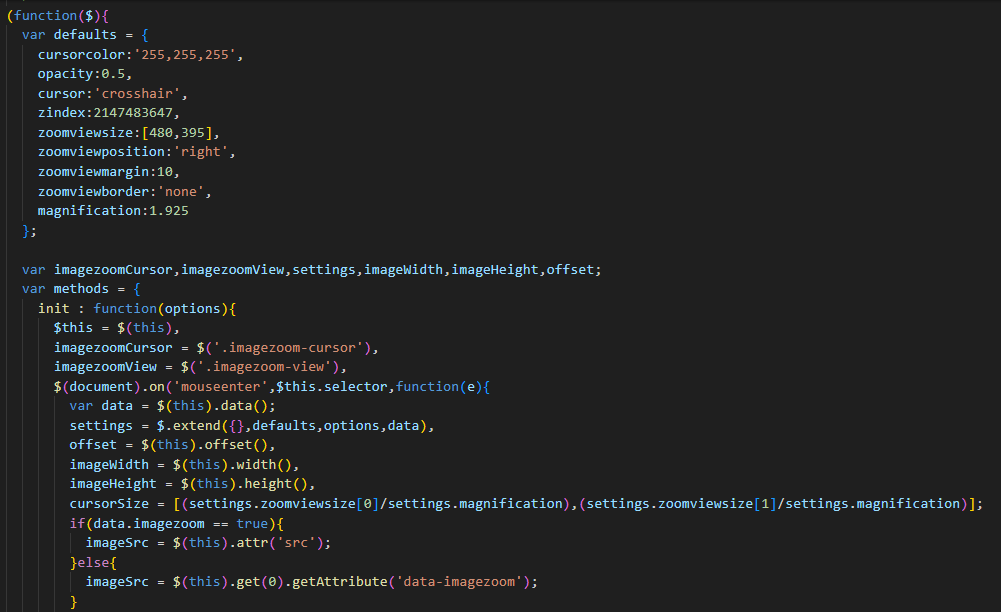 (function($){
  var defaults = {
    cursorcolor:'255,255,255',
    opacity:0.5,
    cursor:'crosshair',
    zindex:2147483647,
    zoomviewsize:[480,395],
    zoomviewposition:'right',
    zoomviewmargin:10,
    zoomviewborder:'none',
    magnification:1.925
  };

  var imagezoomCursor,imagezoomView,settings,imageWidth,imageHeight,offset;
  var methods = {
    init : function(options){
      $this = $(this),
      imagezoomCursor = $('.imagezoom-cursor'),
      imagezoomView = $('.imagezoom-view'),
      $(document).on('mouseenter',$this.selector,function(e){
        var data = $(this).data();
        settings = $.extend({},defaults,options,data),
        offset = $(this).offset(),
        imageWidth = $(this).width(),
        imageHeight = $(this).height(),
        cursorSize = [(settings.zoomviewsize[0]/settings.magnification),(settings.zoomviewsize[1]/settings.magnification)];
        if(data.imagezoom == true){
          imageSrc = $(this).attr('src');
        }else{
          imageSrc = $(this).get(0).getAttribute('data-imagezoom');
        }